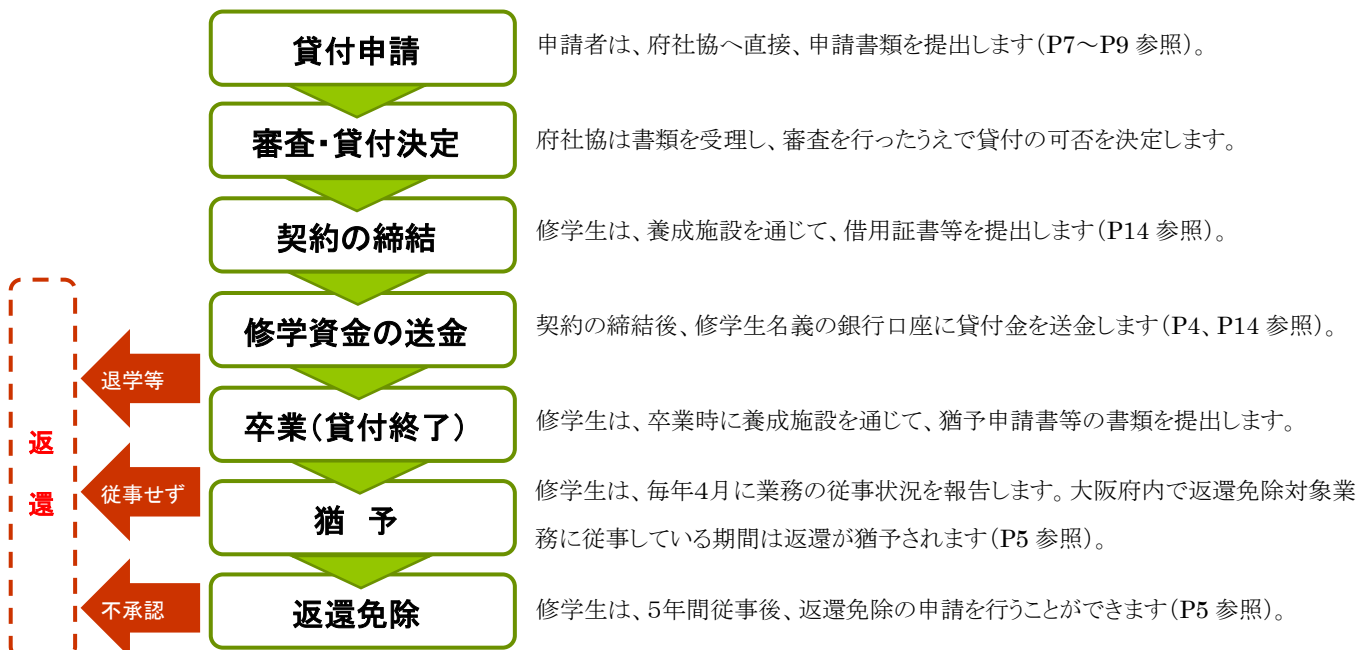 貸付申請
申請者は、府社協へ直接、申請書類を提出します(P7～P9 参照)。
審査・貸付決定
府社協は書類を受理し、審査を行ったうえで貸付の可否を決定します。
契約の締結
修学生は、養成施設を通じて、借用証書等を提出します(P14 参照)。
修学資金の送金
契約の締結後、修学生名義の銀行口座に貸付金を送金します(P4、P14 参照)。
退学等
卒業(貸付終了)
修学生は、卒業時に養成施設を通じて、猶予申請書等の書類を提出します。
返
還
従事せず
猶 予
修学生は、毎年4月に業務の従事状況を報告します。大阪府内で返還免除対象業
務に従事している期間は返還が猶予されます(P5 参照)。
不承認
返還免除
修学生は、5年間従事後、返還免除の申請を行うことができます(P5 参照)。